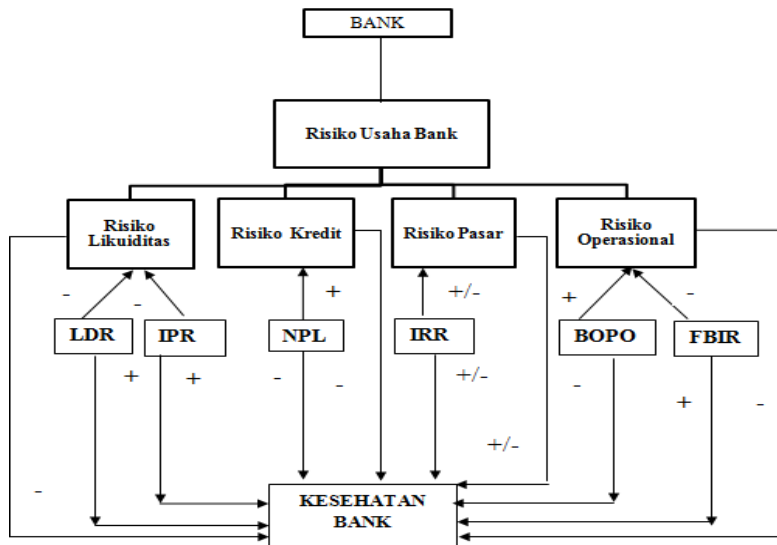 BANK
Risiko Usaha Bank
Risiko
Likuiditas
Risiko Kredit
Risiko Pasar
Risiko
Operasional
-
-
+
+/-
+
-
LDR
IPR
NPL
IRR
BOPO
FBIR
+
+
-
-
+/-
-
+
-
+/-
-
KESEHATAN
BANK